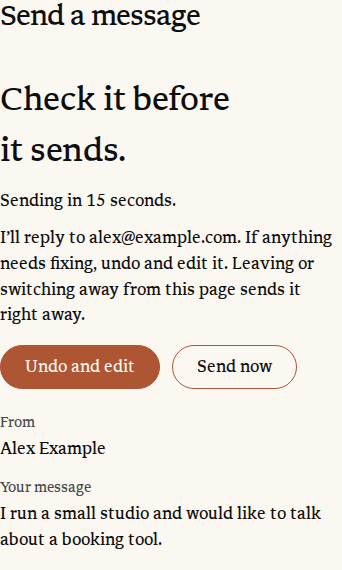 Send a message
Check it before
it sends.
Sending in 15 seconds.
I’ll reply to alex@example.com. If anything
needs fixing, undo and edit it. Leaving or
switching away from this page sends it
right away.
Undo and edit
Send now
From
Alex Example
Your message
I run a small studio and would like to talk
about a booking tool.